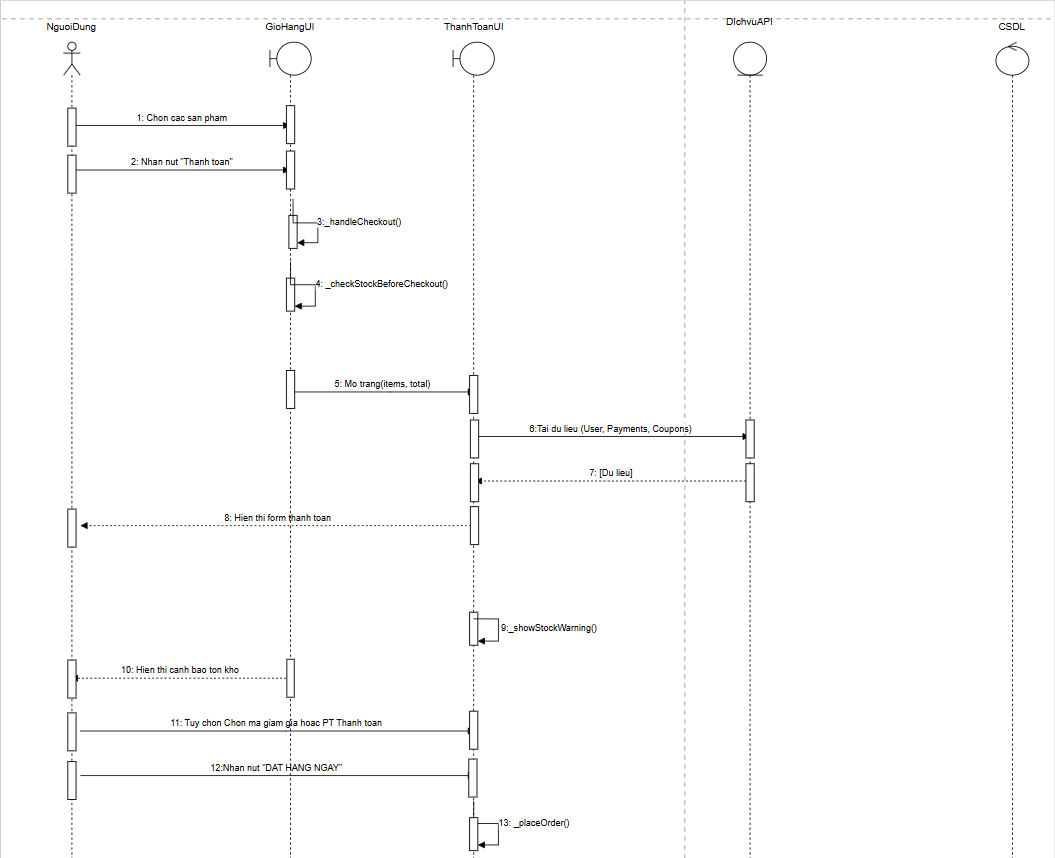 NguoiDung
GioHangUI
ThanhToanUI
DIchvuAPI
CSDL
1: Chon cac san pham
2: Nhan nut "Thanh toan"
3:_handleCheckout()
4: _checkStockBeforeCheckout()
5: Mo trang(items, total)
6:Tai du lieu (User, Payments, Coupons)
7: [Du lieu]
8: Hien thi form thanh toan
9:_showStockWarning()
10: Hien thi canh bao ton kho
11: Tuy chon Chon ma giam gia hoac PT Thanh toan
12:Nhan nut "DAT HANG NGAY"
13: _placeOrder()